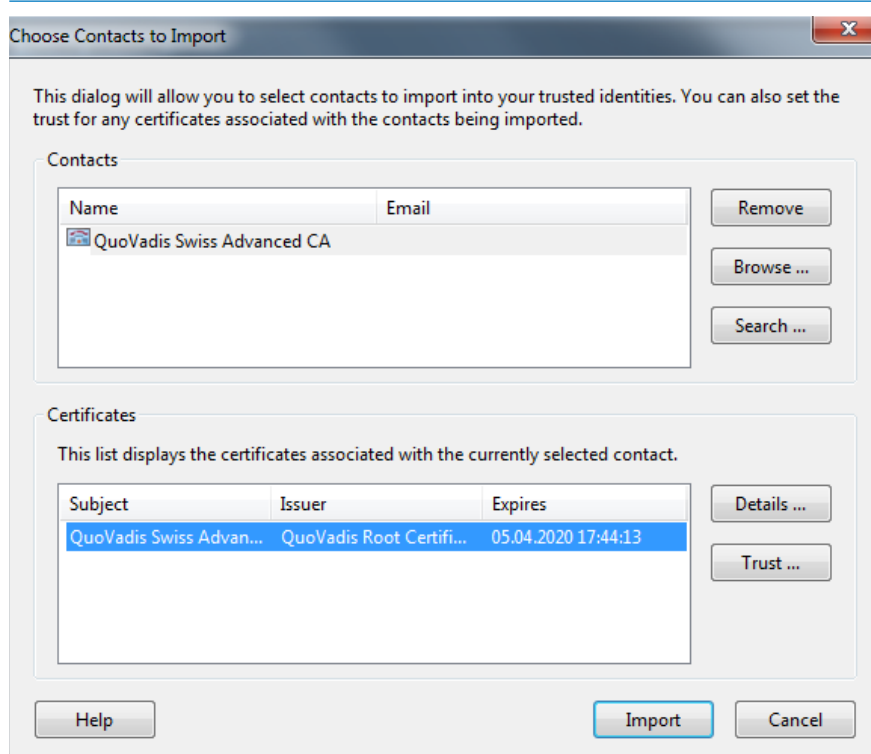 Choose Contacts to Import
This dialog will allow you to select contacts to import into your trusted identities. You can also set the
trust for any certificates associated with the contacts being imported.
Contacts
Name Email
QuoVadis Swiss Advanced CA
Remove
Browse ...
Search ...
Certificates
This list displays the certificates associated with the currently selected contact.
Subject Issuer Expires
QuoVadis Swiss Advan... QuoVadis Root Certifi... 05.04.2020 17:44:13
Details ...
Trust ...
Help Import Cancel